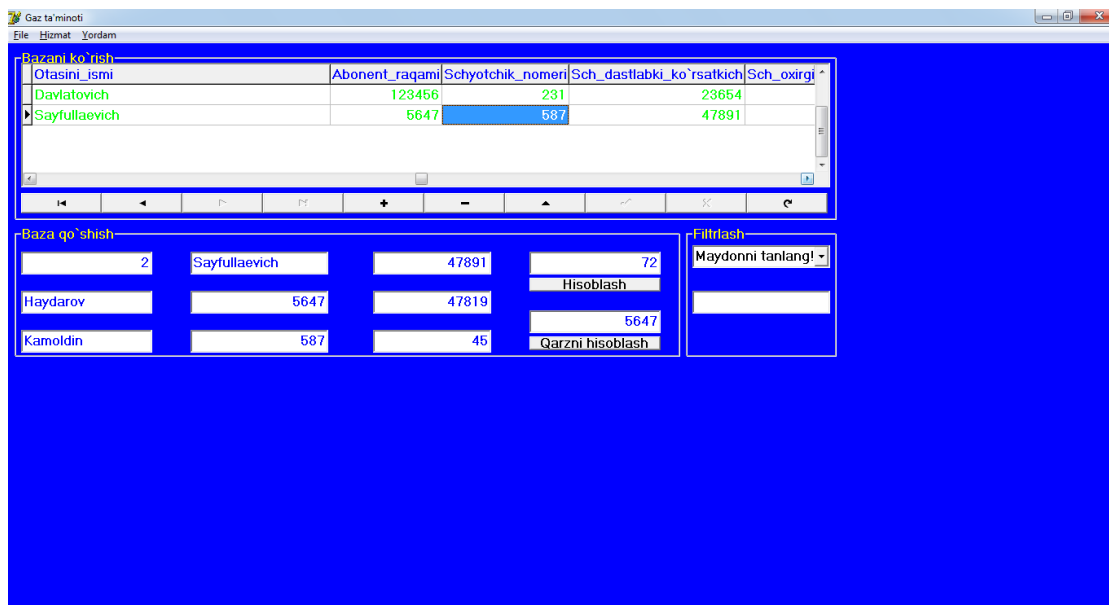 Gaz ta'minoti
File Hizmat Yordam
Bazani ko`rish
Otasini_ismi Abonent_raqami Schyotchik_nomeri Sch_dastlabki_ko`rsatkich Sch_oxirgi
Davlatovich 123456 231 23654
Sayfullaevich 5647 587 47891
Baza qo`shish Filtrlash
2 Sayfullaevich 47891 72 Maydonni tanlang!
Hisoblash
Haydarov 5647 47819
5647
Kamoldin 587 45 Qarzni hisoblash